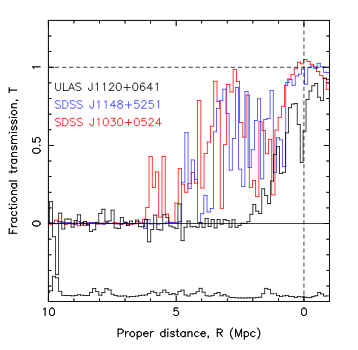 Fractional transmission, T
1
0.5
0
ULAS J1120+0641
SDSS J1148+5251
SDSS J1030+0524
10
5
0
Proper distance, R (Mpc)